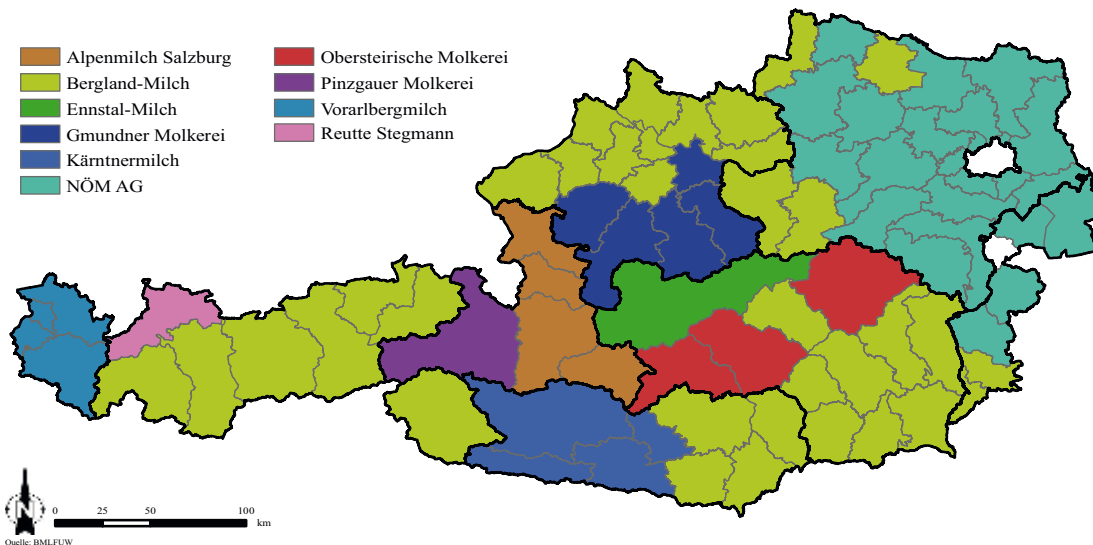 Alpenmilch Salzburg
Bergland-Milch
Ennstal-Milch
Gmundner Molkerei
Kärntnermilch
NÖM AG
Obersteirische Molkerei
Pinzgauer Molkerei
Vorarlbergmilch
Reutte Stegmann
N
0 25 50 100
km
Quelle: BMLFUW